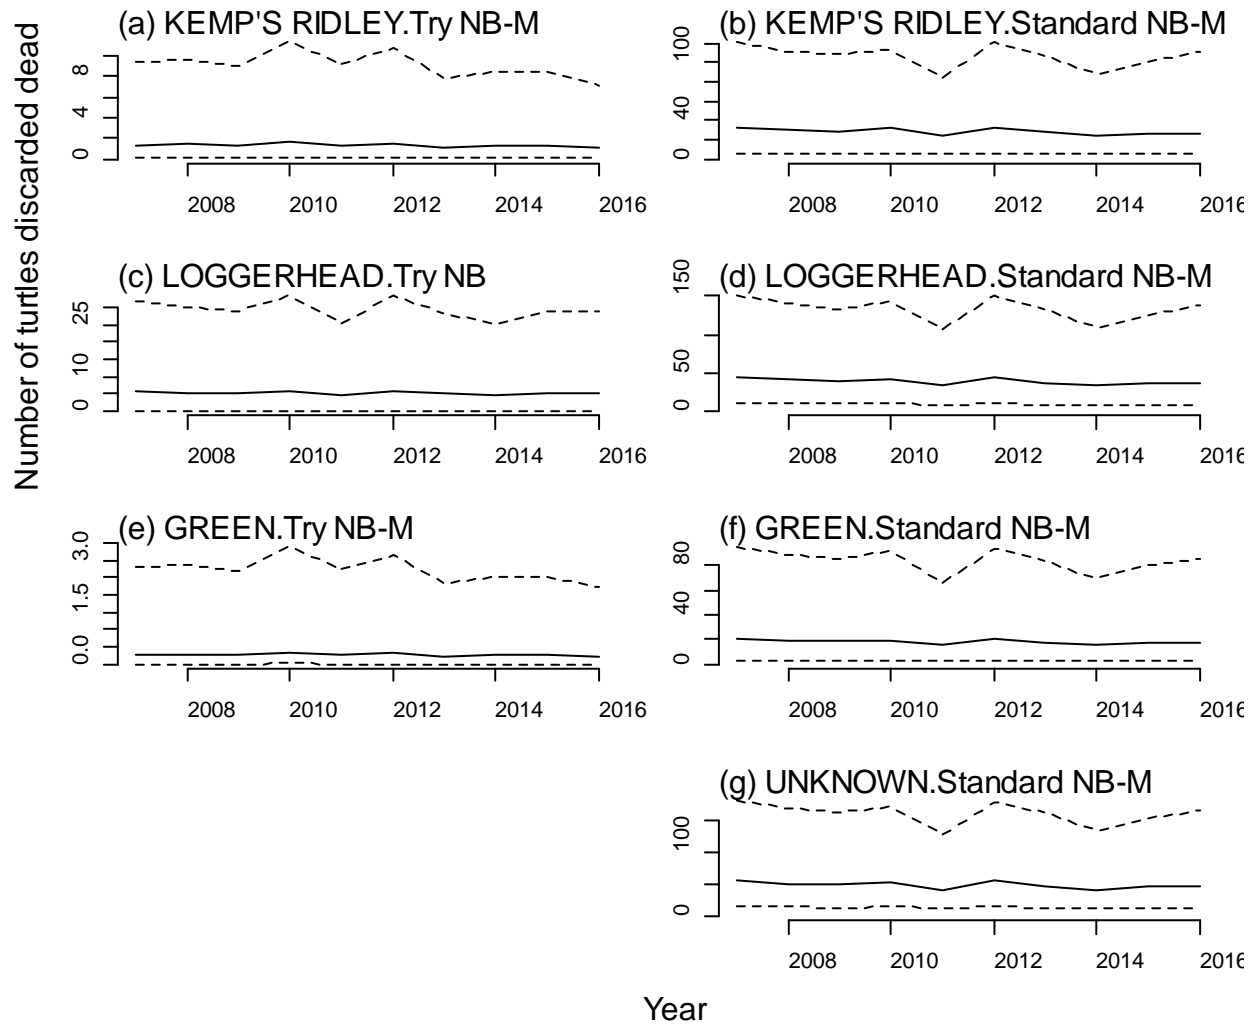 Number of turtles discarded dead
(a) KEMP'S RIDLEY.Try NB-M
8
4
0
2008 2010 2012 2014 2016
(b) KEMP'S RIDLEY.Standard NB-M
100
40
0
2008 2010 2012 2014 2016
(c) LOGGERHEAD.Try NB
25
10
0
2008 2010 2012 2014 2016
(d) LOGGERHEAD.Standard NB-M
150
50
0
2008 2010 2012 2014 2016
(e) GREEN.Try NB-M
3.0
1.5
0.0
2008 2010 2012 2014 2016
(f) GREEN.Standard NB-M
80
40
0
2008 2010 2012 2014 2016
(g) UNKNOWN.Standard NB-M
100
0
2008 2010 2012 2014 2016
Year